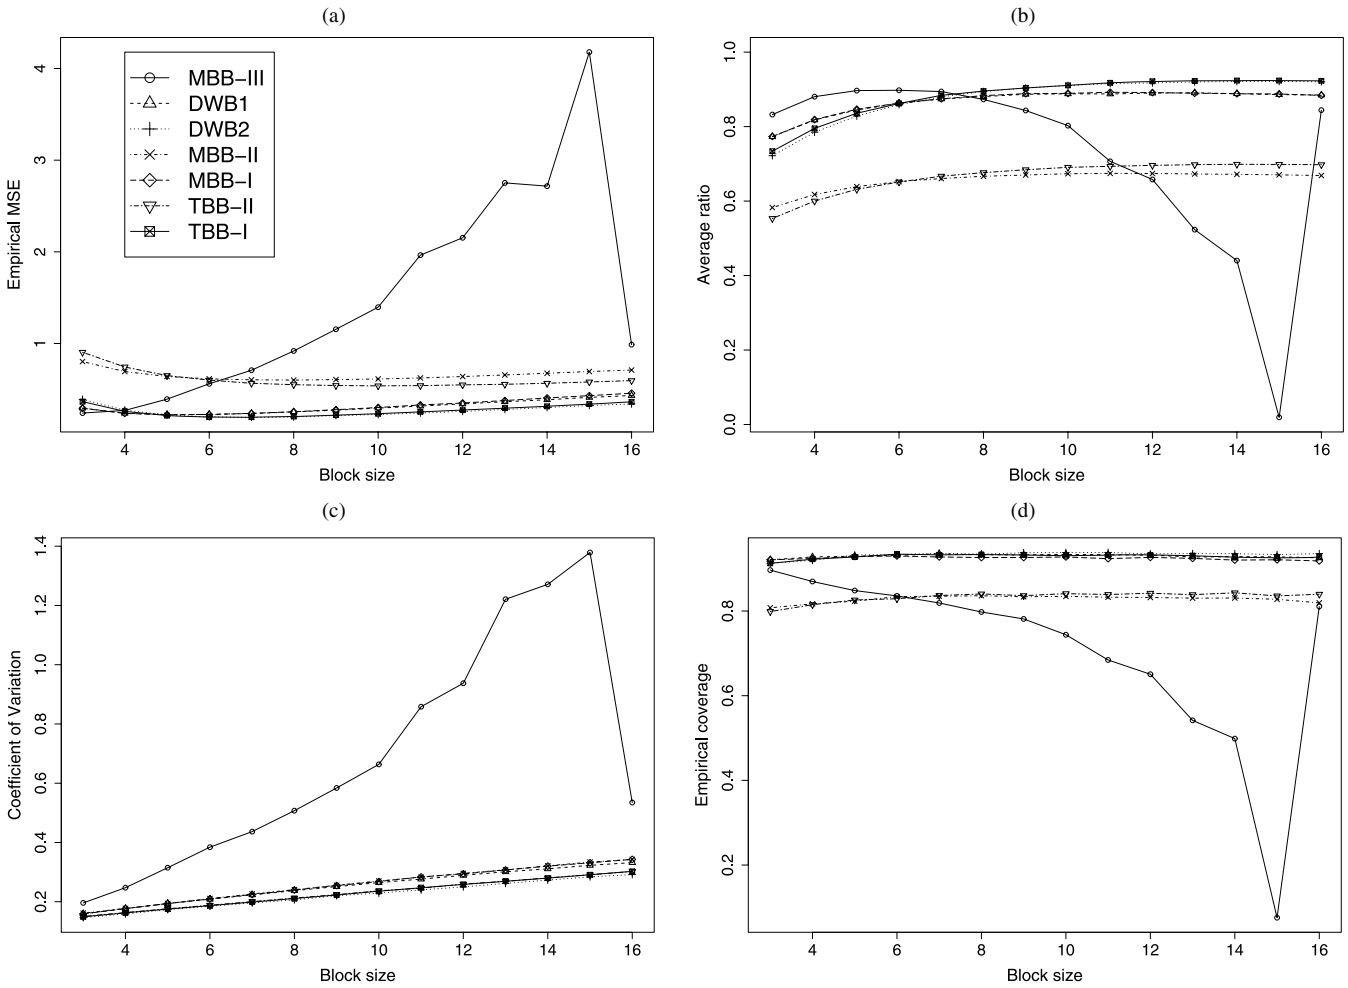 (a)
4
3
2
1
Empirical MSE
MBB-III
DWB1
DWB2
MBB-II
MBB-I
TBB-II
TBB-I
4 6 8 10 12 14 16
Block size
(b)
1.0
0.8
0.6
0.4
0.2
0.0
Average ratio
4 6 8 10 12 14 16
Block size
(c)
1.4
1.2
1.0
0.8
0.6
0.4
0.2
Coefficient of Variation
4 6 8 10 12 14 16
Block size
(d)
0.8
0.6
0.4
0.2
Empirical coverage
4 6 8 10 12 14 16
Block size